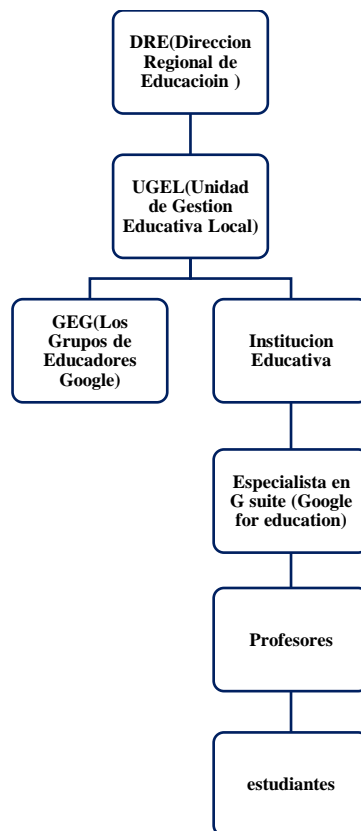 DRE(Direccion
Regional de
Educacioin )
UGEL(Unidad
de Gestion
Educativa Local)
GEG(Los
Grupos de
Educadores
Google)
Institucion
Educativa
Especialista en
G suite (Google
for education)
Profesores
estudiantes